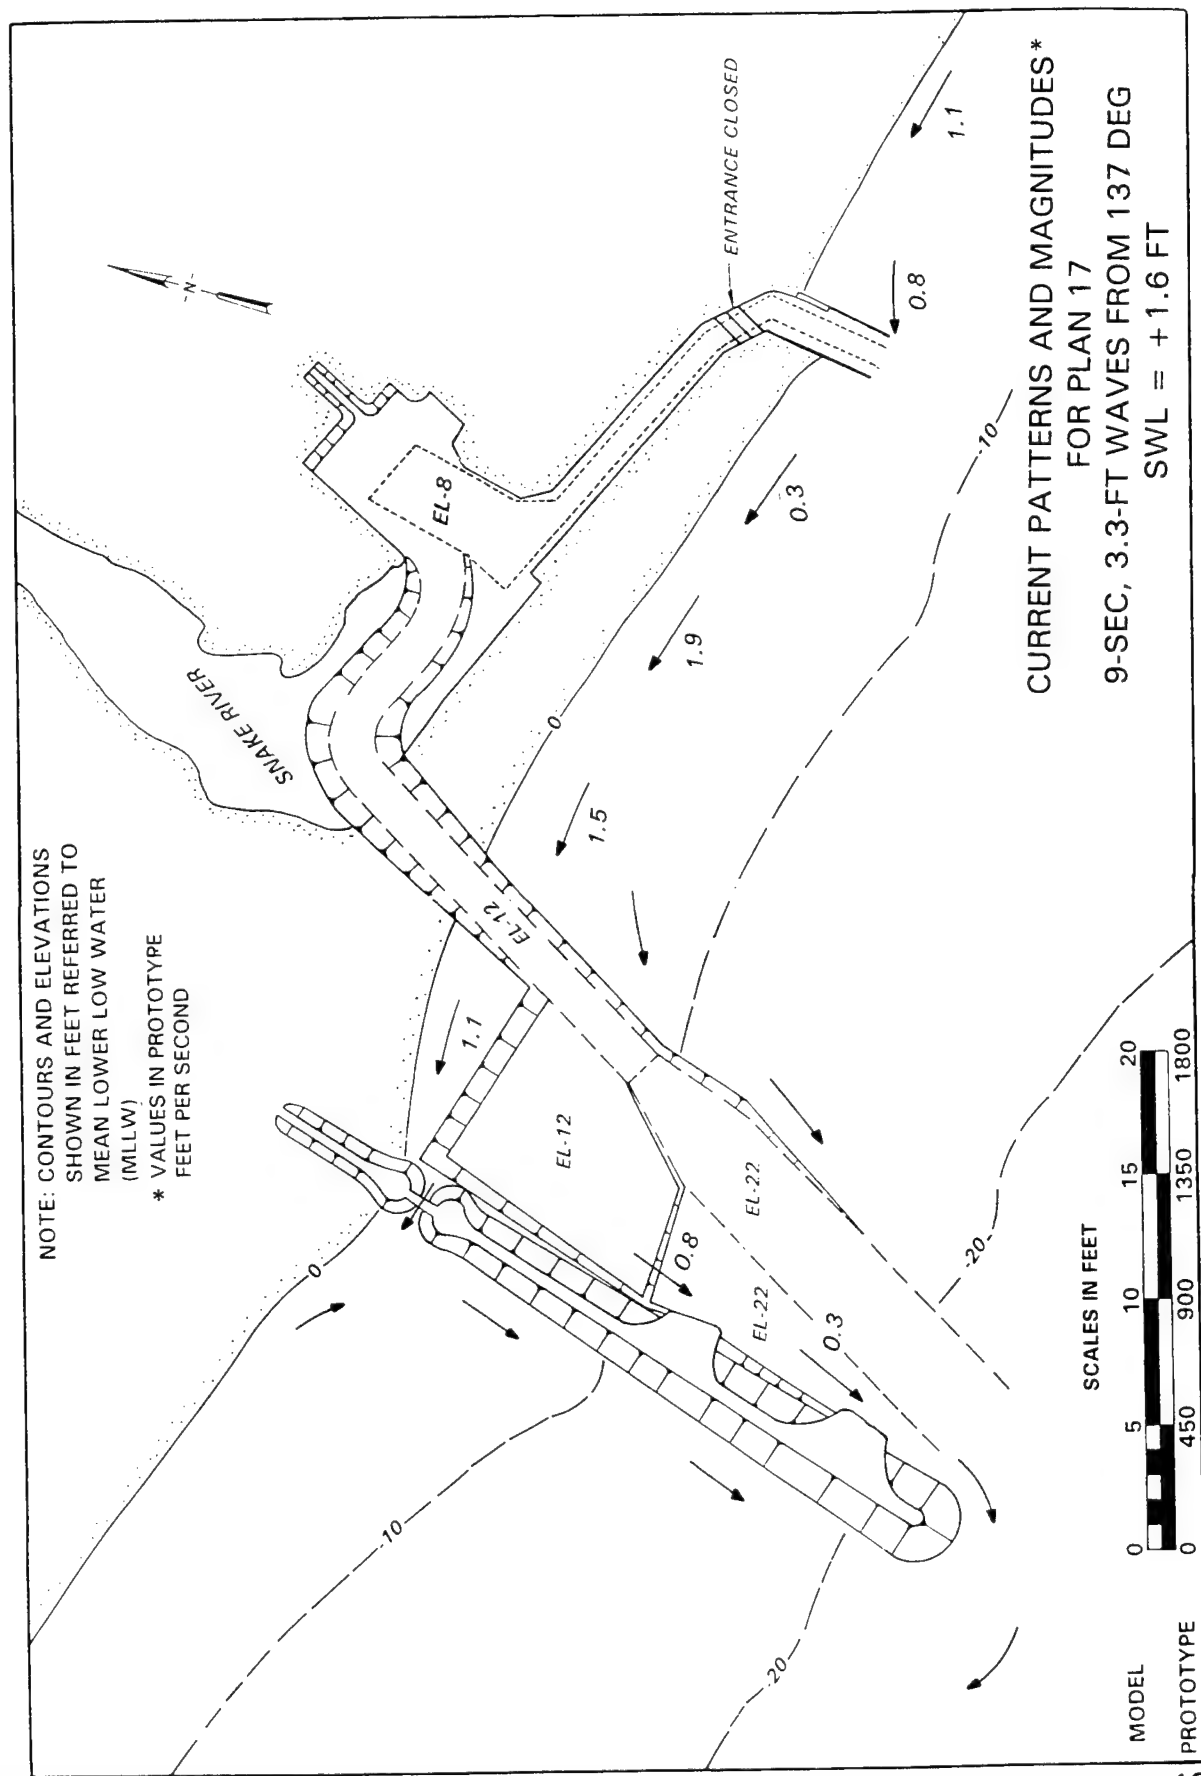 NOTE: CONTOURS AND ELEVATIONS
SHOWN IN FEET REFERRED TO
MEAN LOWER LOW WATER
(MLLW)
* VALUES IN PROTOTYPE
FEET PER SECOND
SNAKE RIVER
-N-
EL-8
ENTRANCE CLOSED
EL-12
0
0
1.1
1.5
1.9
0.3
0.8
1.1
EL-12
EL-22
EL-22
0.8
0.3
-10
-10
-20
-20
CURRENT PATTERNS AND MAGNITUDES*
FOR PLAN 17
9-SEC, 3.3-FT WAVES FROM 137 DEG
SWL = +1.6 FT
SCALES IN FEET
MODEL 0 5 10 15 20
PROTOTYPE 0 450 900 1350 1800